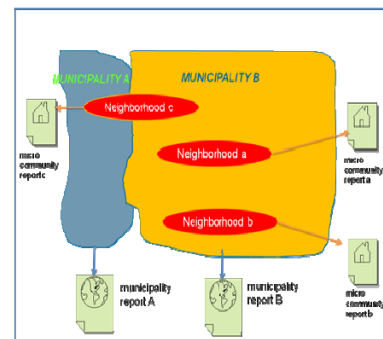 MUNICIPALITY A
MUNICIPALITY B
Neighborhood c
micro
community
report c
Neighborhood a
micro
community
report a
Neighborhood b
micro
community
report b
municipality
report A
municipality
report B